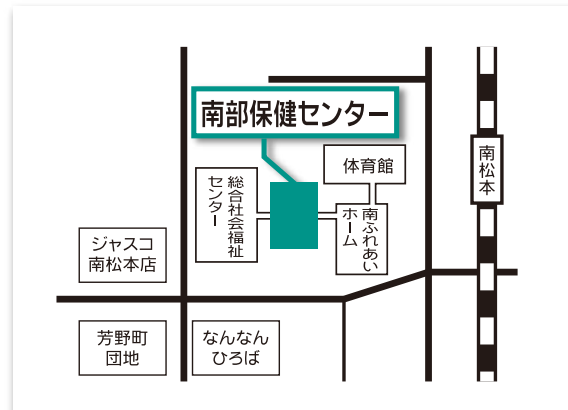 南部保健センター
体育館
南松本
総合社会福祉
センター
南ふれあい
ホーム
ジャスコ
南松本店
芳野町
団地
なんなん
ひろば